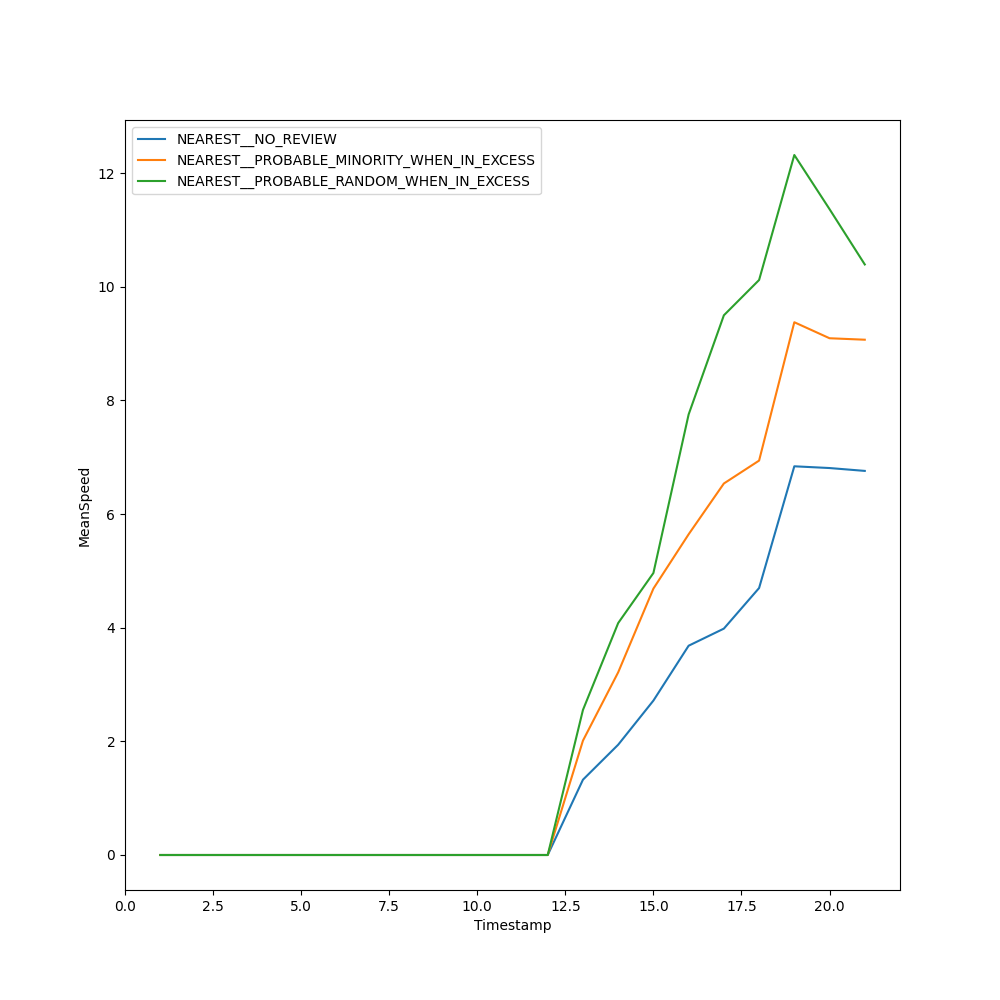 NEAREST__NO_REVIEW
NEAREST__PROBABLE_MINORITY_WHEN_IN_EXCESS
NEAREST__PROBABLE_RANDOM_WHEN_IN_EXCESS
12
10
8
6
4
2
0
MeanSpeed
0.0 2.5 5.0 7.5 10.0 12.5 15.0 17.5 20.0
Timestamp